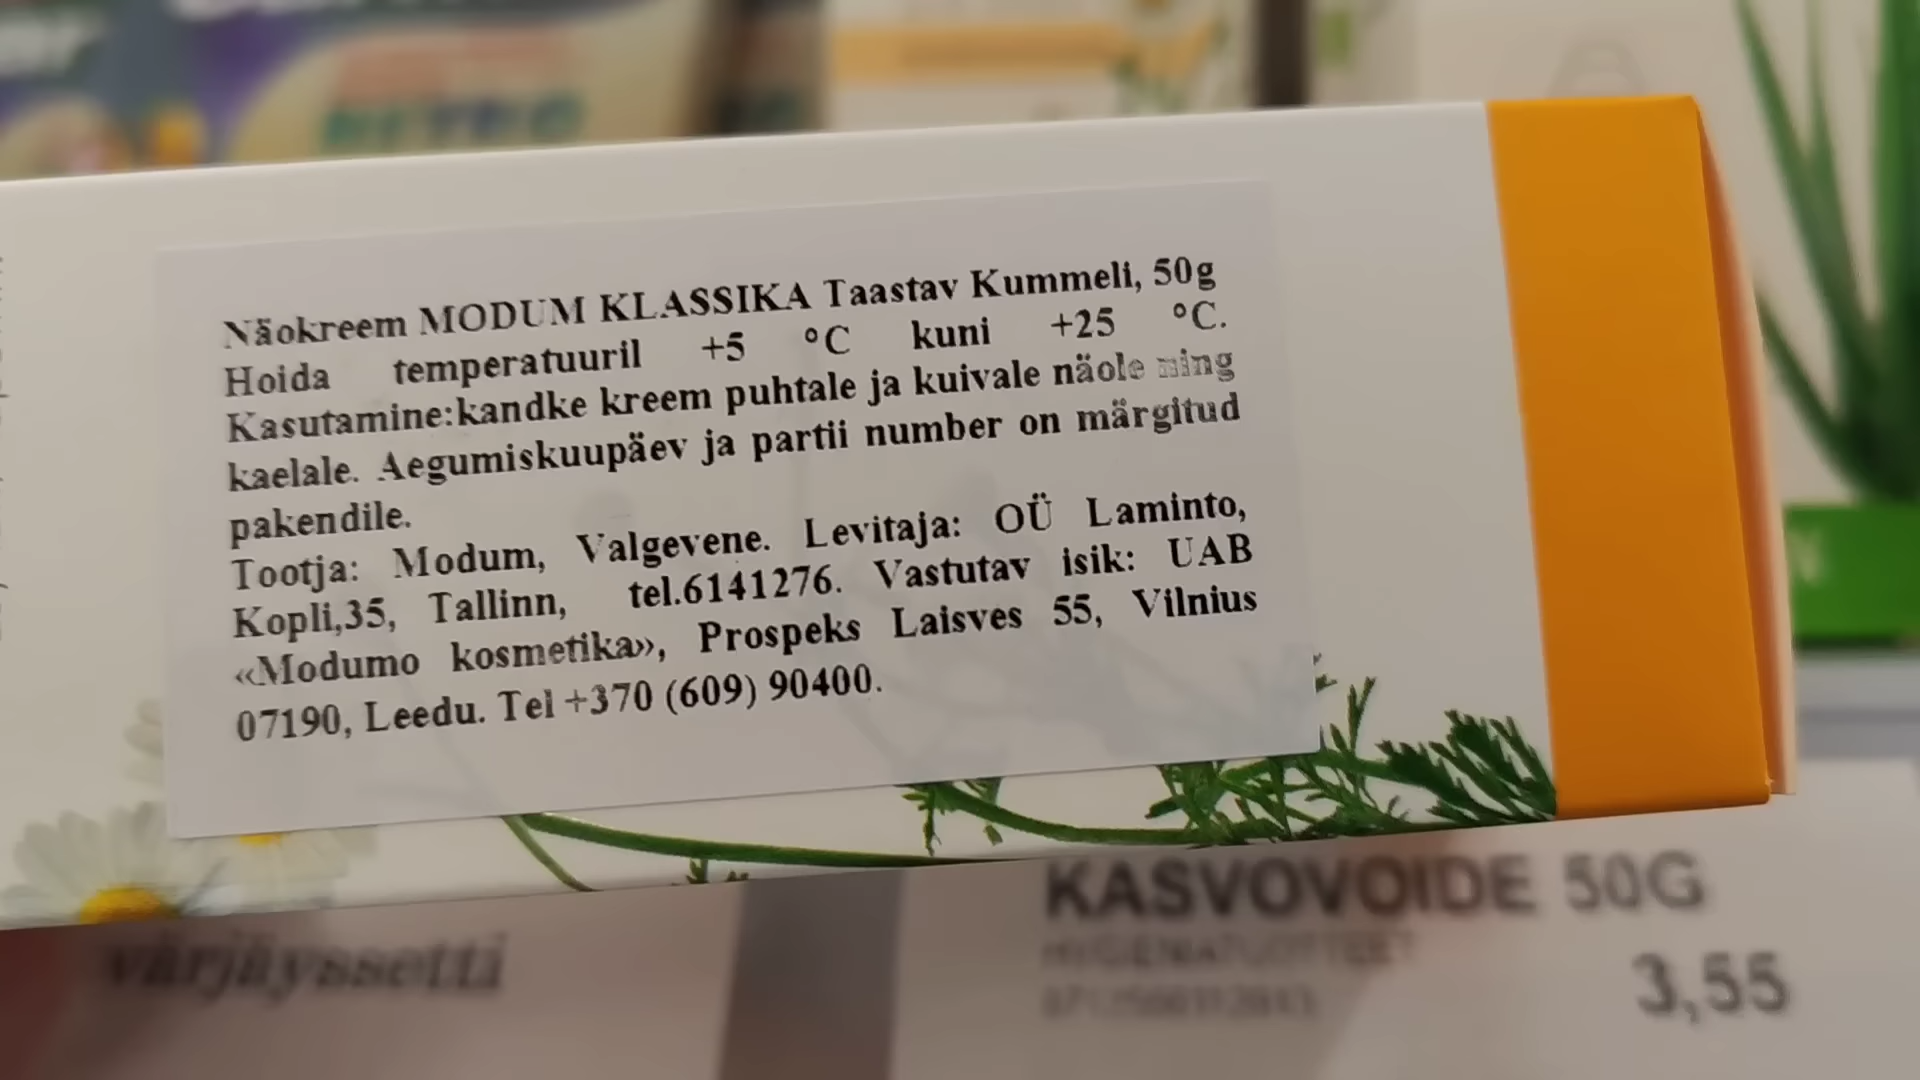 Näokreem MODUM KLASSIKA Taastav Kummeli, 50g
Hoida temperatuuril +5 °C kuni +25 °C.
Kasutamine:kandke kreem puhtale ja kuivale näole ning
kaelale. Aegumiskuupäev ja partii number on märgitud
pakendile.
Tootja: Modum, Valgevene. Levitaja: OÜ Laminto,
Kopli,35, Tallinn, tel.6141276. Vastutav isik: UAB
«Modumo kosmetika», Prospeks Laisves 55, Vilnius
07190, Leedu. Tel +370 (609) 90400.
KASVOVOIDE 50G
HYGIENIATUOTTEET
3,55
värjäyssetti